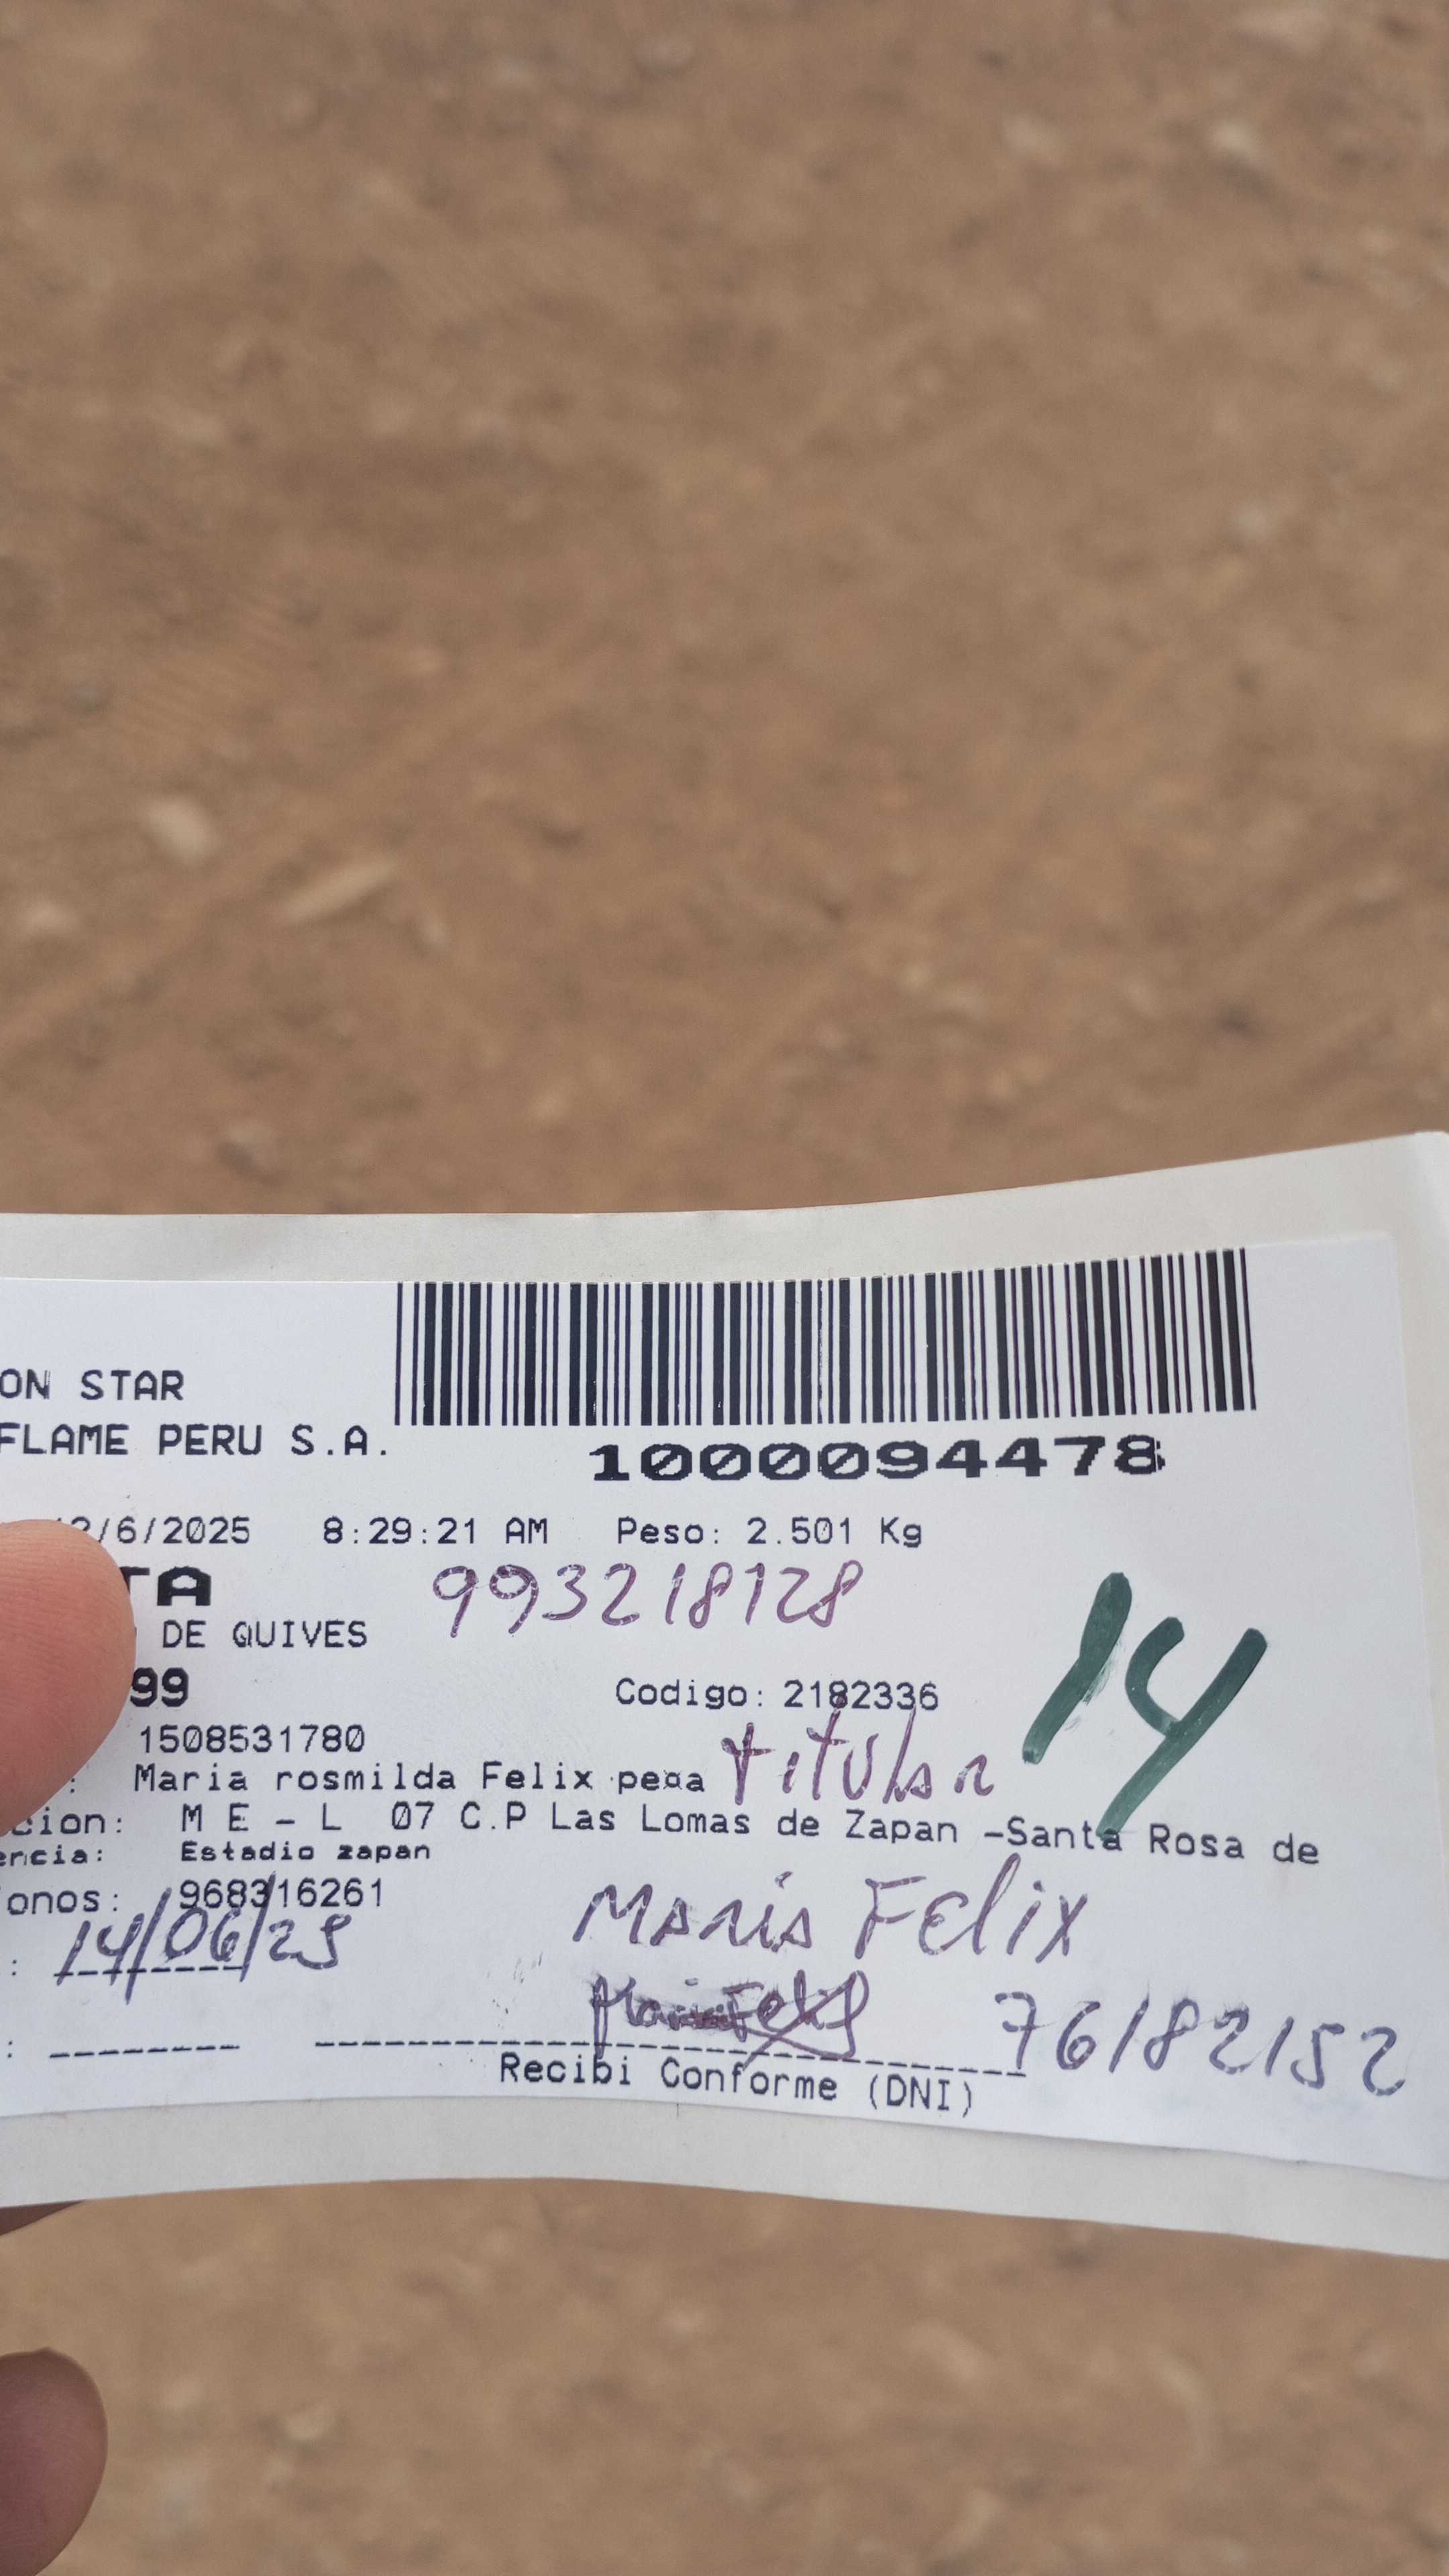 ON STAR
FLAME PERU S.A.
1000094478
2/6/2025 8:29:21 AM Peso: 2.501 Kg
TA
993218128
DE QUIVES
14
99
Codigo: 2182336
1508531780
titular
: Maria rosmilda Felix peɑa
cion: M E - L 07 C.P Las Lomas de Zapan -Santa Rosa de
encia: Estadio zapan
onos: 968316261
Maria Felix
: 14/06/25
76182152
: --------
Recibi Conforme (DNI)